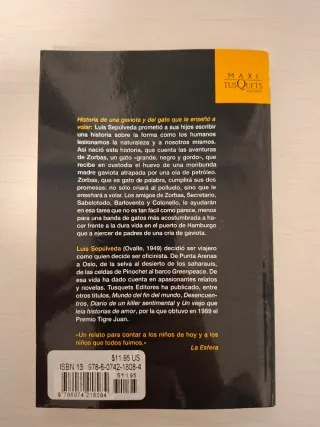 MAXI
TUSQUETS
Historia de una gaviota y del gato que le enseñó a
volar: Luis Sepúlveda prometió a sus hijos escribir
una historia sobre la forma como los humanos
lesionamos la naturaleza y a nosotros mismos.
Así nació esta historia, que cuenta las aventuras
de Zorbas, un gato «grande, negro y gordo», que
recibe en custodia el huevo de una moribunda
madre gaviota atrapada por una ola de petróleo.
Zorbas, que es gato de palabra, cumplirá sus dos
promesas: no sólo criará al polluelo, sino que le
enseñará a volar. Los amigos de Zorbas, Secretario,
Sabelotodo, Barlovento y Colonello, le ayudarán
en esa tarea que no es tan fácil como parece, menos
para una banda de gatos más acostumbrada a ha-
cer frente a la dura vida en el puerto de Hamburgo
que a ejercer de padres de una cría de gaviota.
Luis Sepúlveda (Ovalle, 1949) decidió ser viajero
como quien decide ser oficinista. De Punta Arenas
a Oslo, de la selva al desierto de los saharauis,
de las celdas de Pinochet al barco Greenpeace. De
esa vida ha dado cuenta en apasionantes relatos
y novelas. Tusquets Editores ha publicado, entre
otros títulos, Mundo del fin del mundo, Desencuen-
tros, Diario de un killer sentimental y Un viejo que
leía historias de amor, por la que obtuvo en 1989 el
Premio Tigre Juan.
«Un relato para contar a los niños de hoy y a los
niños que todos fuimos.»
La Esfera
$11.95 US
ISBN 13 978-6-0742-1808-4
51195
9 786074 218084